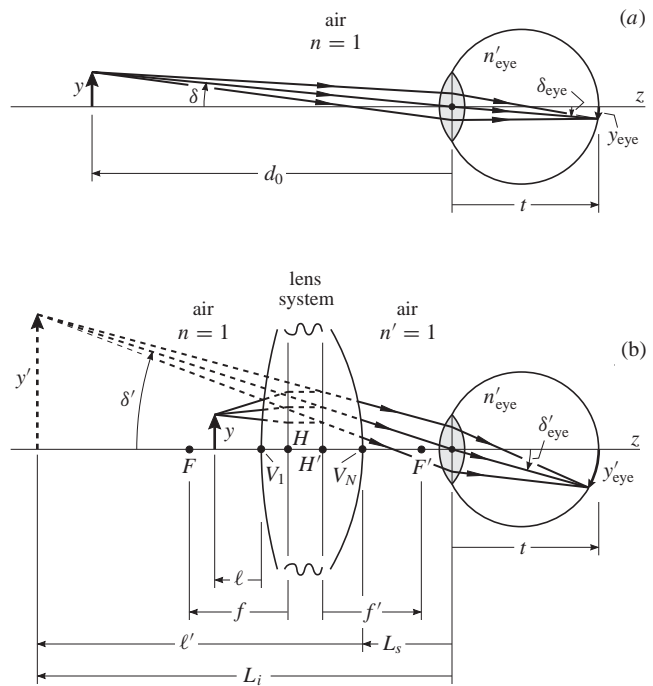 (a)
air
n = 1
n′eye
y
δ
δeye
z
yeye
d0
t
lens
system
air
n = 1
air
n′ = 1
(b)
n′eye
y′
δ′
y
δ′eye
z
F
V1
H
H′
VN
F′
y′eye
t
ℓ
f
f′
ℓ′
Ls
Li